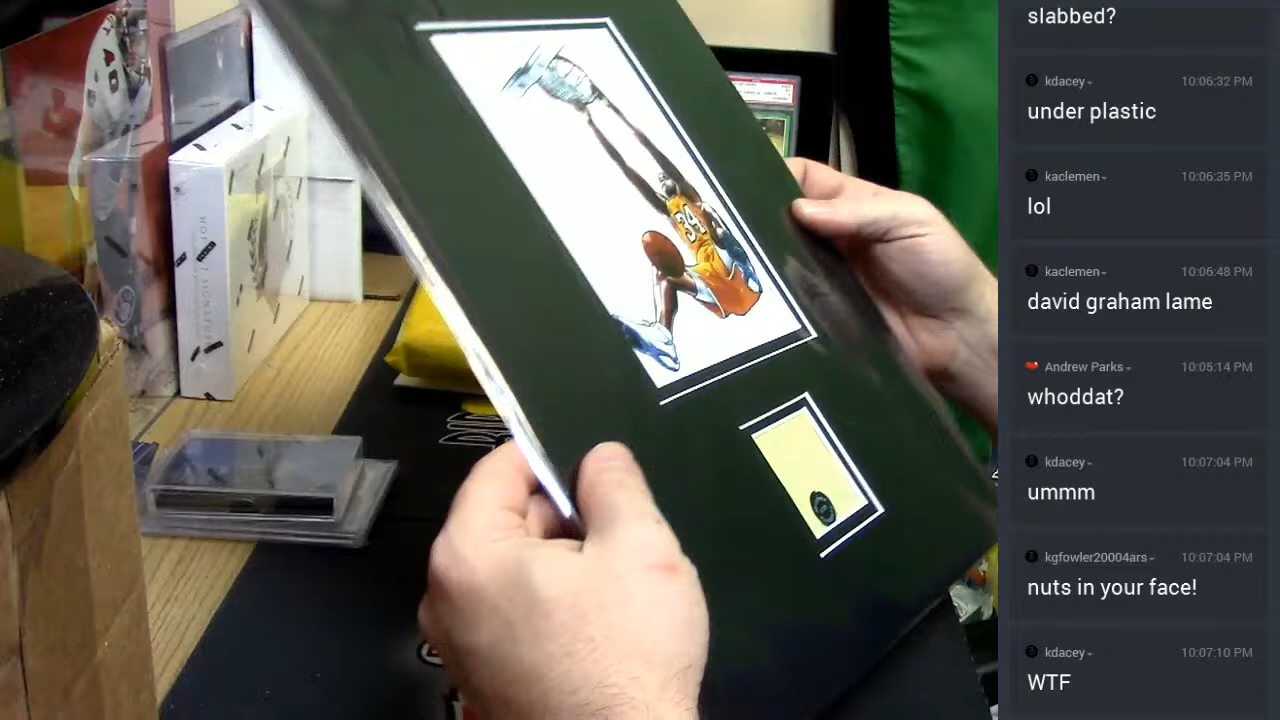 slabbed?
kdacey
10:06:32 PM
under plastic
kaclemen
10:06:35 PM
lol
kaclemen
10:06:48 PM
david graham lame
Andrew Parks
10:05:14 PM
whoddat?
kdacey
10:07:04 PM
ummm
kgfowler20004ars
10:07:04 PM
nuts in your face!
kdacey
10:07:10 PM
WTF
34